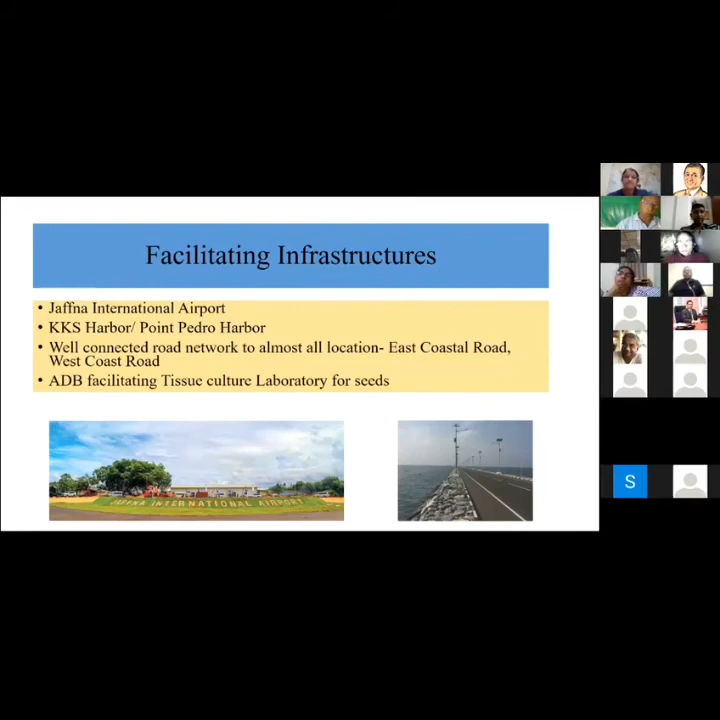 Facilitating Infrastructures
• Jaffna International Airport
• KKS Harbor/ Point Pedro Harbor
• Well connected road network to almost all location- East Coastal Road,
West Coast Road
• ADB facilitating Tissue culture Laboratory for seeds
JAFFNA INTERNATIONAL AIRPORT
S